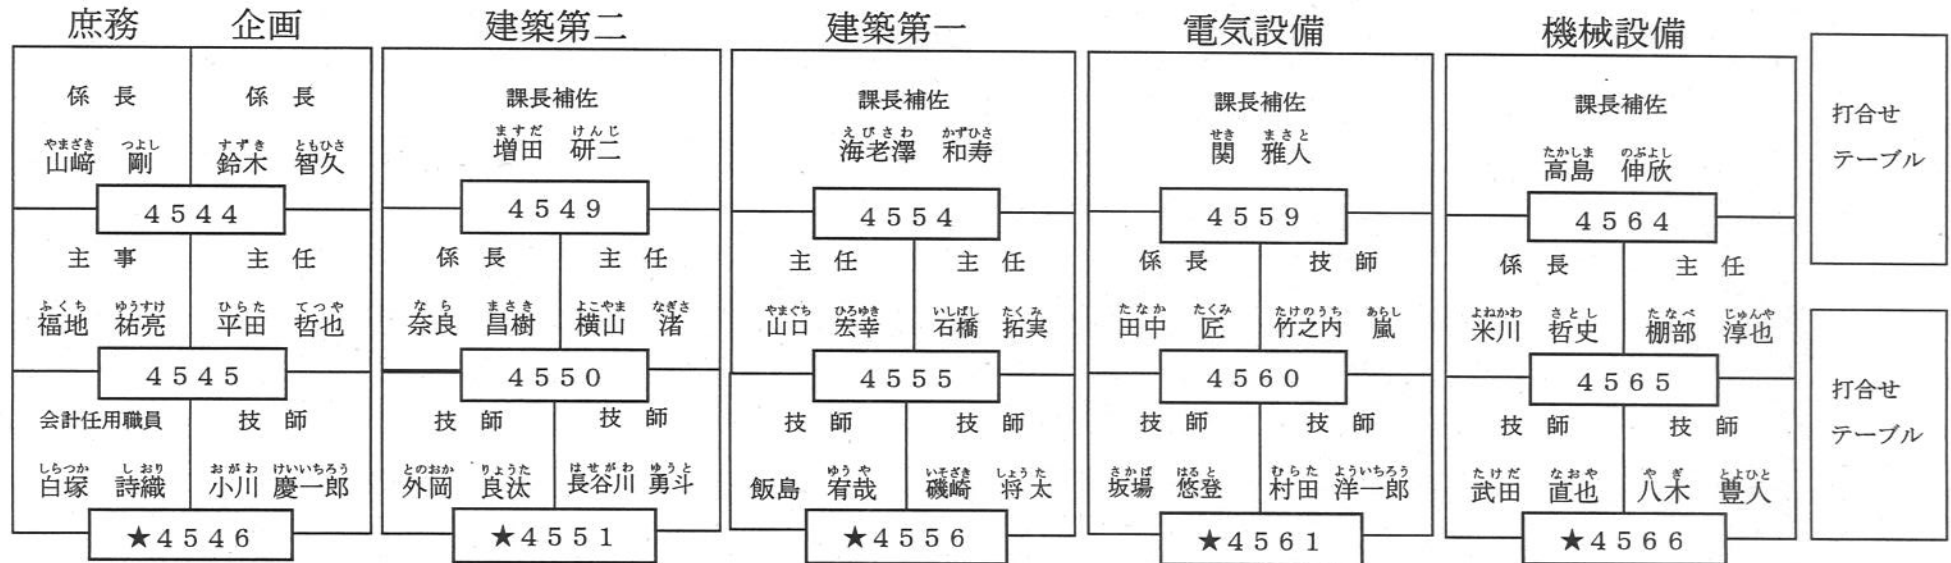 庶務 企画 建築第二 建築第一 電気設備 機械設備
係長 係長
やまざき つよし すずき ともひさ
山﨑 剛 鈴木 智久
4544
主事 主任
ふくち ゆうすけ ひらた てつや
福地 祐亮 平田 哲也
4545
会計任用職員 技師
しらつか しおり おがわ けいいちろう
白塚 詩織 小川 慶一郎
★4546
課長補佐
ますだ けんじ
増田 研二
4549
係長 主任
なら まさき よこやま なぎさ
奈良 昌樹 横山 渚
4550
技師 技師
とのおか りょうた はせがわ ゆうと
外岡 良汰 長谷川 勇斗
★4551
課長補佐
えびさわ かずひさ
海老澤 和寿
4554
主任 主任
やまぐち ひろゆき いしばし たくみ
山口 宏幸 石橋 拓実
4555
技師 技師
ゆうや いそざき しょうた
飯島 宥哉 磯崎 将太
★4556
課長補佐
せき まさと
関 雅人
4559
係長 技師
たなか たくみ たけのうち あらし
田中 匠 竹之内 嵐
4560
技師 技師
さかば はると むらた よういちろう
坂場 悠登 村田 洋一郎
★4561
課長補佐
たかしま のぶよし
高島 伸欣
4564
係長 主任
よねかわ さとし たなべ じゅんや
米川 哲史 棚部 淳也
4565
技師 技師
たけだ なおや やぎ とよひと
武田 直也 八木 豊人
★4566
打合せ
テーブル
打合せ
テーブル